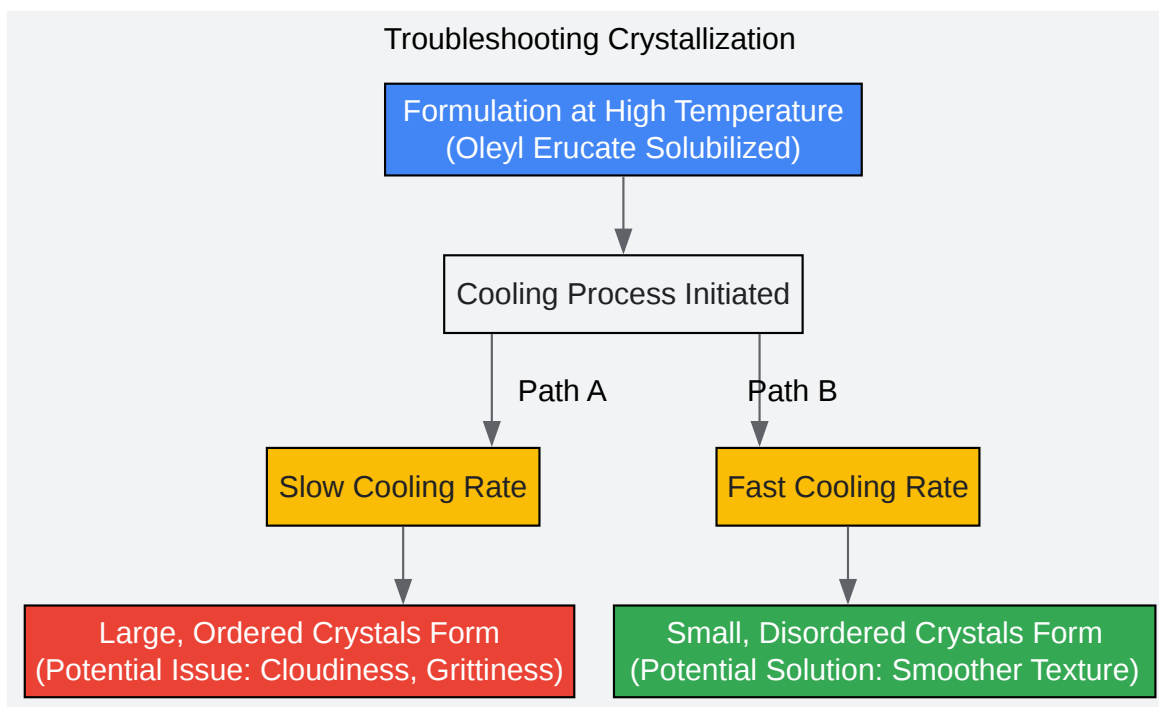 Troubleshooting Crystallization
Formulation at High Temperature
(Oleyl Erucate Solubilized)
Cooling Process Initiated
Path A
Path B
Slow Cooling Rate
Fast Cooling Rate
Large, Ordered Crystals Form
(Potential Issue: Cloudiness, Grittiness)
Small, Disordered Crystals Form
(Potential Solution: Smoother Texture)